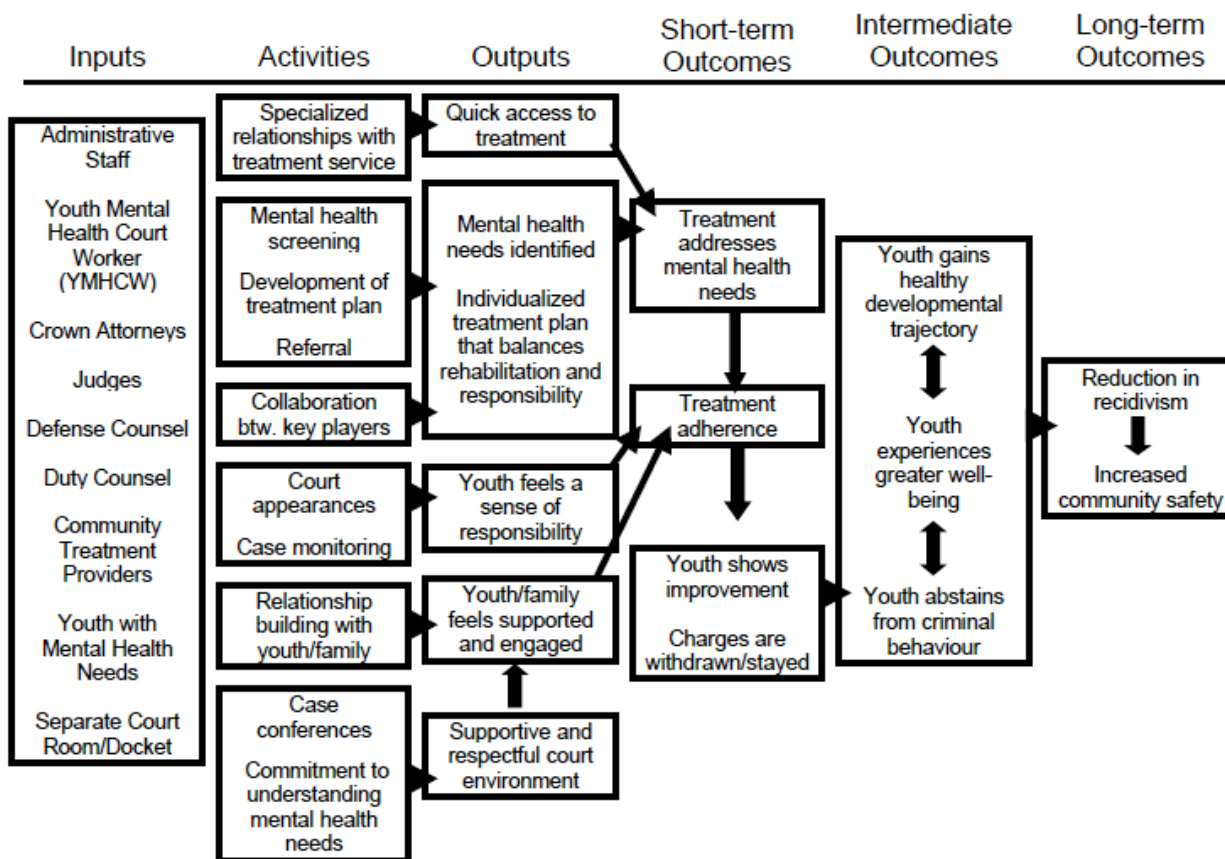 Inputs
Activities
Outputs
Short-term
Outcomes
Intermediate
Outcomes
Long-term
Outcomes
Administrative
Staff
Youth Mental
Health Court
Worker
(YMHCW)
Crown Attorneys
Judges
Defense Counsel
Duty Counsel
Community
Treatment
Providers
Youth with
Mental Health
Needs
Separate Court
Room/Docket
Specialized
relationships with
treatment service
Mental health
screening
Development of
treatment plan
Referral
Collaboration
btw. key players
Court
appearances
Case monitoring
Relationship
building with
youth/family
Case
conferences
Commitment to
understanding
mental health
needs
Quick access to
treatment
Mental health
needs identified
Individualized
treatment plan
that balances
rehabilitation and
responsibility
Youth feels a
sense of
responsibility
Youth/family
feels supported
and engaged
Supportive and
respectful court
environment
Treatment
addresses
mental health
needs
Treatment
adherence
Youth shows
improvement
Charges are
withdrawn/stayed
Youth gains
healthy
developmental
trajectory
Youth
experiences
greater well-
being
Youth abstains
from criminal
behaviour
Reduction in
recidivism
Increased
community safety